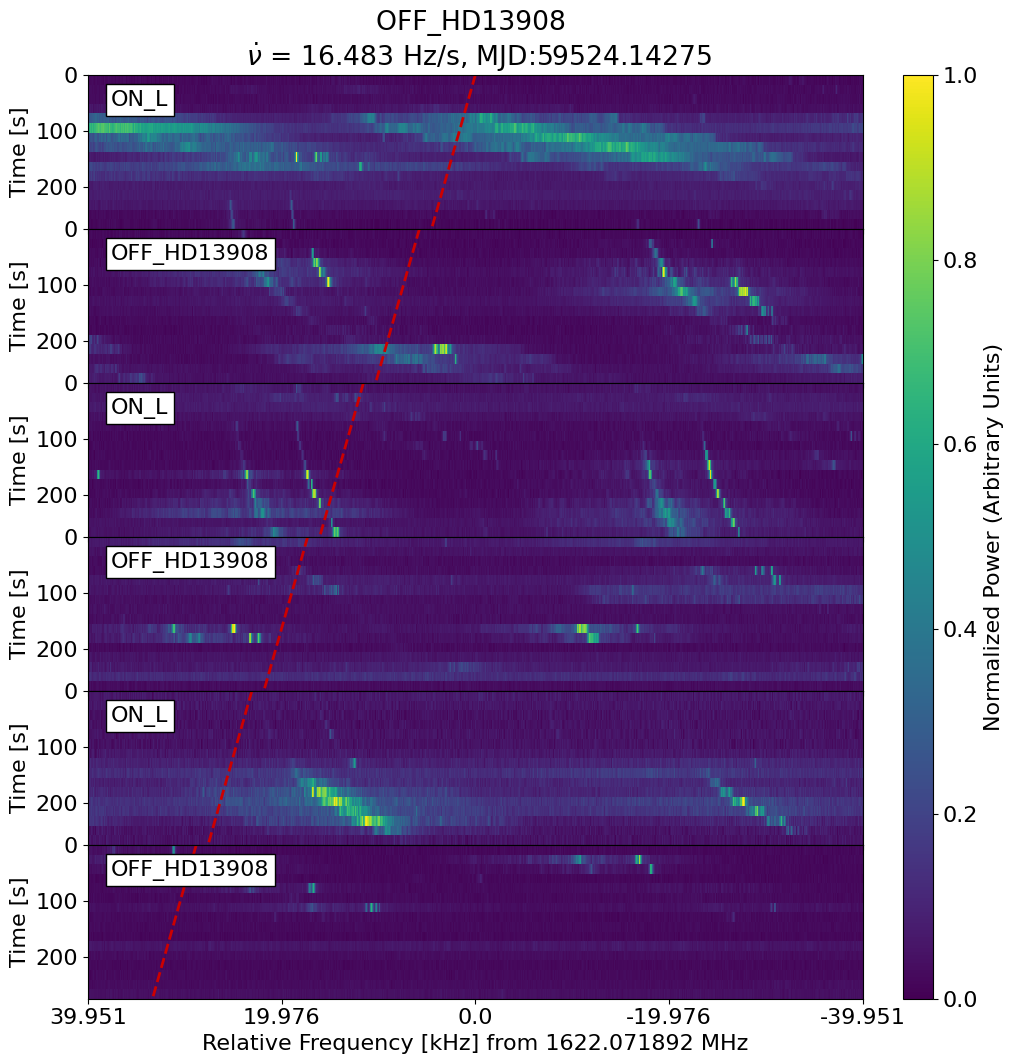 OFF_HD13908
ν̇ = 16.483 Hz/s, MJD:59524.14275
0
100
200
Time [s]
ON_L
0
100
200
Time [s]
OFF_HD13908
0
100
200
Time [s]
ON_L
0
100
200
Time [s]
OFF_HD13908
0
100
200
Time [s]
ON_L
0
100
200
Time [s]
OFF_HD13908
39.951 19.976 0.0 -19.976 -39.951
Relative Frequency [kHz] from 1622.071892 MHz
1.0
0.8
0.6
0.4
0.2
0.0
Normalized Power (Arbitrary Units)